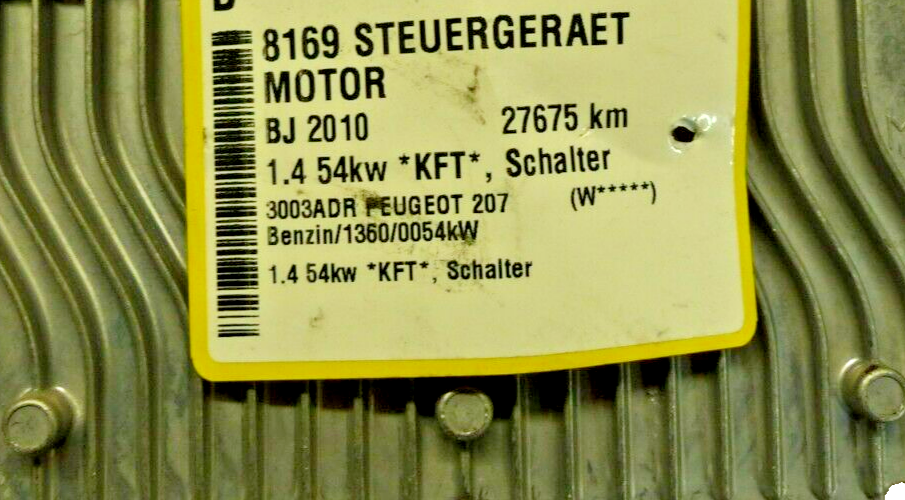 8169 STEUERGERAET
MOTOR
BJ 2010 27675 km
1.4 54kw *KFT*, Schalter
3003ADR PEUGEOT 207 (W*****)
Benzin/1360/0054kW
1.4 54kw *KFT*, Schalter